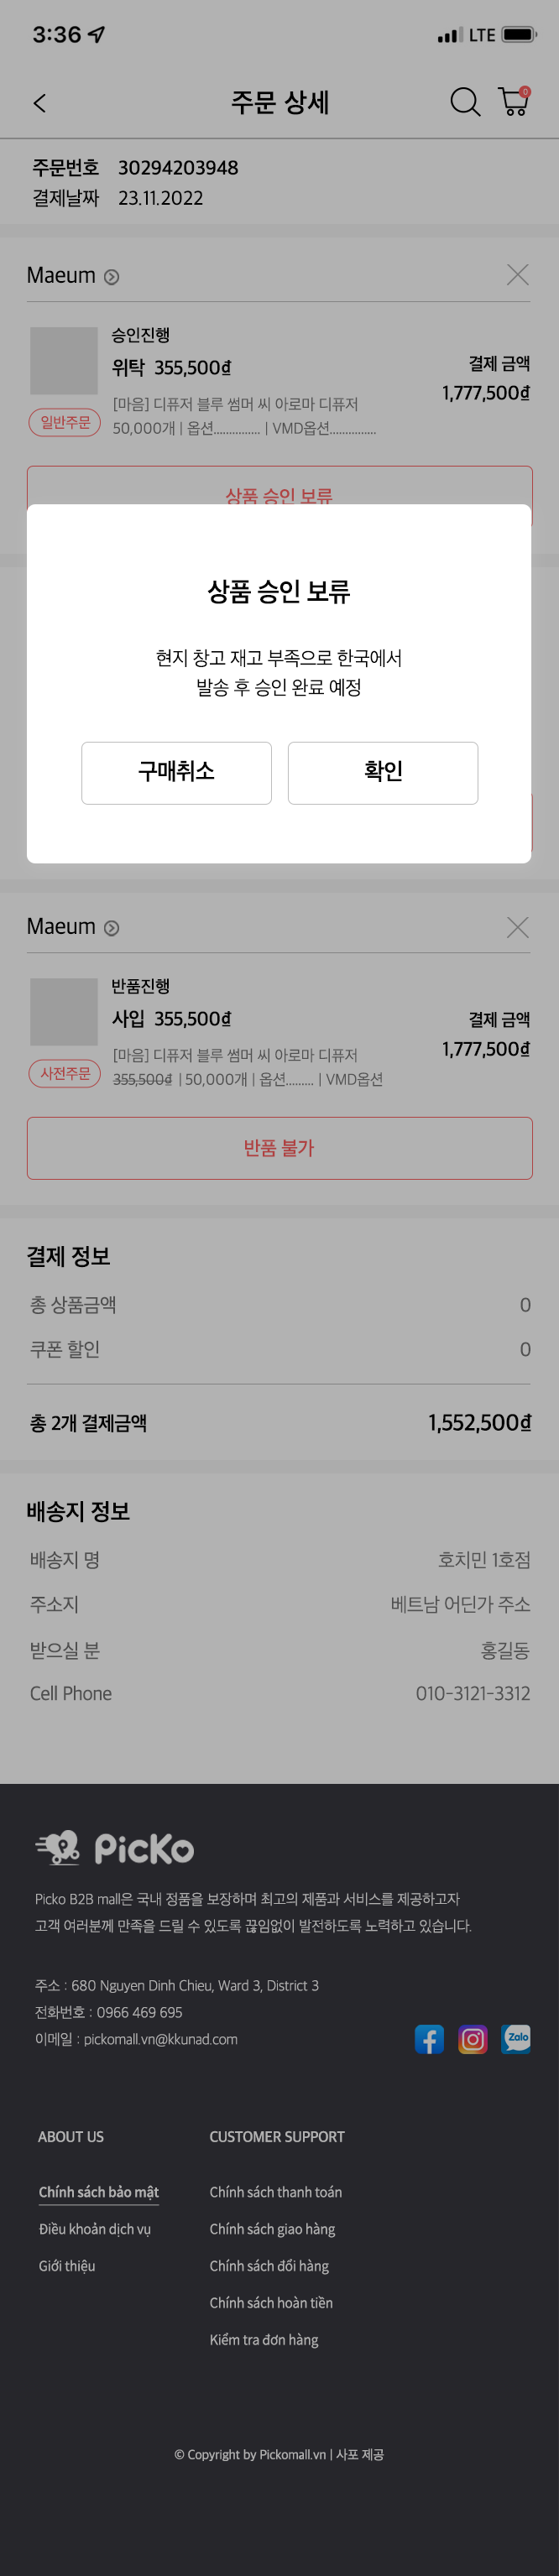 3:36
LTE
주문 상세
0
주문번호 30294203948
결제날짜 23.11.2022
Maeum
승인진행
위탁 355,500₫
결제 금액
1,777,500₫
일반주문
[마음] 디퓨저 블루 썸머 씨 아로마 디퓨저
50,000개 | 옵션............... | VMD옵션...............
상품 승인 보류
상품 승인 보류
현지 창고 재고 부족으로 한국에서
발송 후 승인 완료 예정
구매취소
확인
Maeum
반품진행
사입 355,500₫
결제 금액
1,777,500₫
사전주문
[마음] 디퓨저 블루 썸머 씨 아로마 디퓨저
355,500₫ | 50,000개 | 옵션......... | VMD옵션
반품 불가
결제 정보
총 상품금액 0
쿠폰 할인 0
총 2개 결제금액 1,552,500₫
배송지 정보
배송지 명 호치민 1호점
주소지 베트남 어딘가 주소
받으실 분 홍길동
Cell Phone 010-3121-3312
PicKo
Picko B2B mall은 국내 정품을 보장하며 최고의 제품과 서비스를 제공하고자
고객 여러분께 만족을 드릴 수 있도록 끊임없이 발전하도록 노력하고 있습니다.
주소 : 680 Nguyen Dinh Chieu, Ward 3, District 3
전화번호 : 0966 469 695
이메일 : pickomall.vn@kkunad.com
Zalo
ABOUT US
Chính sách bảo mật
Điều khoản dịch vụ
Giới thiệu
CUSTOMER SUPPORT
Chính sách thanh toán
Chính sách giao hàng
Chính sách đổi hàng
Chính sách hoàn tiền
Kiểm tra đơn hàng
© Copyright by Pickomall.vn | 사포 제공